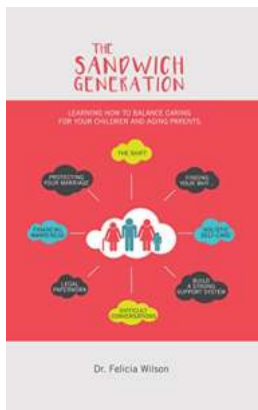 THE
SANDWICH
GENERATION
LEARNING HOW TO BALANCE CARING
FOR YOUR CHILDREN AND AGING PARENTS.
THE SHIFT
PROTECTING
YOUR MARRIAGE
FINDING
YOUR WHY...
FINANCIAL
AWARENESS
HOLISTIC
SELF-CARE
LEGAL
PAPERWORK
BUILD
A STRONG
SUPPORT SYSTEM
DIFFICULT
CONVERSATIONS
Dr. Felicia Wilson